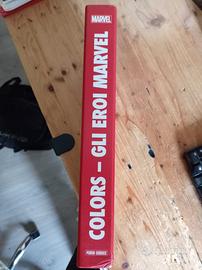 MARVEL
COLORS – GLI EROI MARVEL
PANINI COMICS